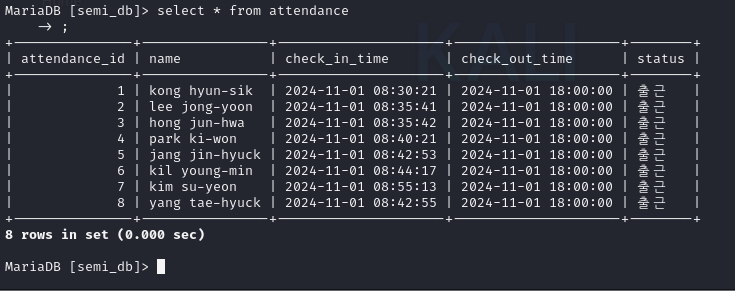 MariaDB [semi_db]> select * from attendance
    -> ;
+---------------+---------------+---------------------+---------------------+--------+
| attendance_id | name          | check_in_time       | check_out_time      | status |
+---------------+---------------+---------------------+---------------------+--------+
|             1 | kong hyun-sik | 2024-11-01 08:30:21 | 2024-11-01 18:00:00 | 출근   |
|             2 | lee jong-yoon | 2024-11-01 08:35:41 | 2024-11-01 18:00:00 | 출근   |
|             3 | hong jun-hwa  | 2024-11-01 08:35:42 | 2024-11-01 18:00:00 | 출근   |
|             4 | park ki-won   | 2024-11-01 08:40:21 | 2024-11-01 18:00:00 | 출근   |
|             5 | jang jin-hyuck | 2024-11-01 08:42:53 | 2024-11-01 18:00:00 | 출근   |
|             6 | kil young-min | 2024-11-01 08:44:17 | 2024-11-01 18:00:00 | 출근   |
|             7 | kim su-yeon   | 2024-11-01 08:55:13 | 2024-11-01 18:00:00 | 출근   |
|             8 | yang tae-hyuck | 2024-11-01 08:42:55 | 2024-11-01 18:00:00 | 출근   |
+---------------+---------------+---------------------+---------------------+--------+
8 rows in set (0.000 sec)
MariaDB [semi_db]>
KALI